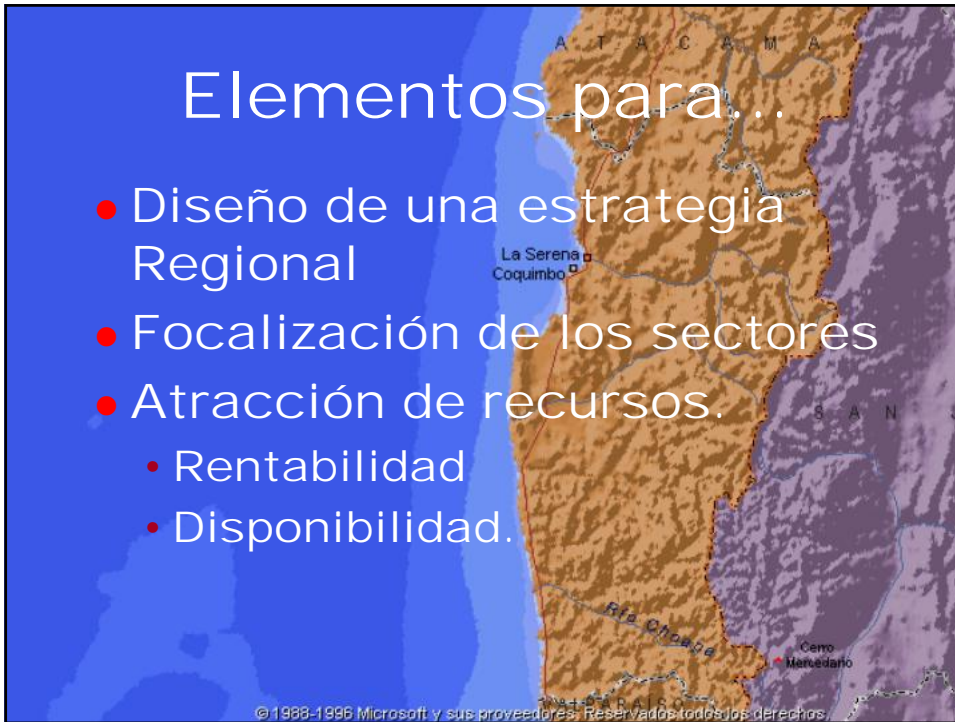 A T A C A M A
Elementos para...
Diseño de una estrategia
Regional
La Serena
Coquimbo
Focalización de los sectores
Atracción de recursos.
S A N
Rentabilidad
Disponibilidad.
Río Choapa
Cerro
Mercedario
©1988-1996 Microsoft y sus proveedores. Reservados todos los derechos.